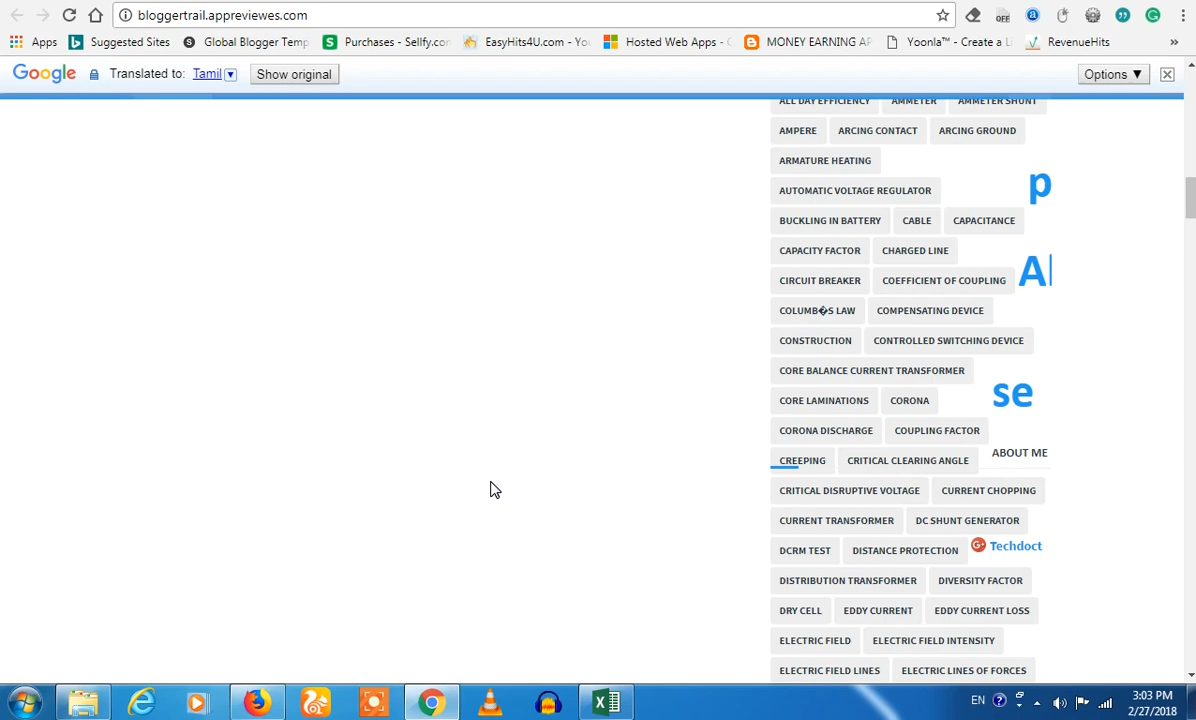 bloggertrail.appreviewes.com
OFF
Apps
Suggested Sites
Global Blogger Temp
Purchases - Sellfy.co
EasyHits4U.com - Yo
Hosted Web Apps -
MONEY EARNING AP
Yoonla™ - Create a L
RevenueHits
»
Google Translated to: Tamil Show original Options ▼
ALL DAY EFFICIENCY AMMETER AMMETER SHUNT
AMPERE ARCING CONTACT ARCING GROUND
ARMATURE HEATING
p
AUTOMATIC VOLTAGE REGULATOR
BUCKLING IN BATTERY CABLE CAPACITANCE
CAPACITY FACTOR CHARGED LINE
Al
CIRCUIT BREAKER COEFFICIENT OF COUPLING
COLUMB�S LAW COMPENSATING DEVICE
CONSTRUCTION CONTROLLED SWITCHING DEVICE
CORE BALANCE CURRENT TRANSFORMER
se
CORE LAMINATIONS CORONA
CORONA DISCHARGE COUPLING FACTOR
ABOUT ME
CREEPING CRITICAL CLEARING ANGLE
CRITICAL DISRUPTIVE VOLTAGE CURRENT CHOPPING
CURRENT TRANSFORMER DC SHUNT GENERATOR
DCRM TEST DISTANCE PROTECTION G+ Techdoct
DISTRIBUTION TRANSFORMER DIVERSITY FACTOR
DRY CELL EDDY CURRENT EDDY CURRENT LOSS
ELECTRIC FIELD ELECTRIC FIELD INTENSITY
ELECTRIC FIELD LINES ELECTRIC LINES OF FORCES
EN
3:03 PM
2/27/2018